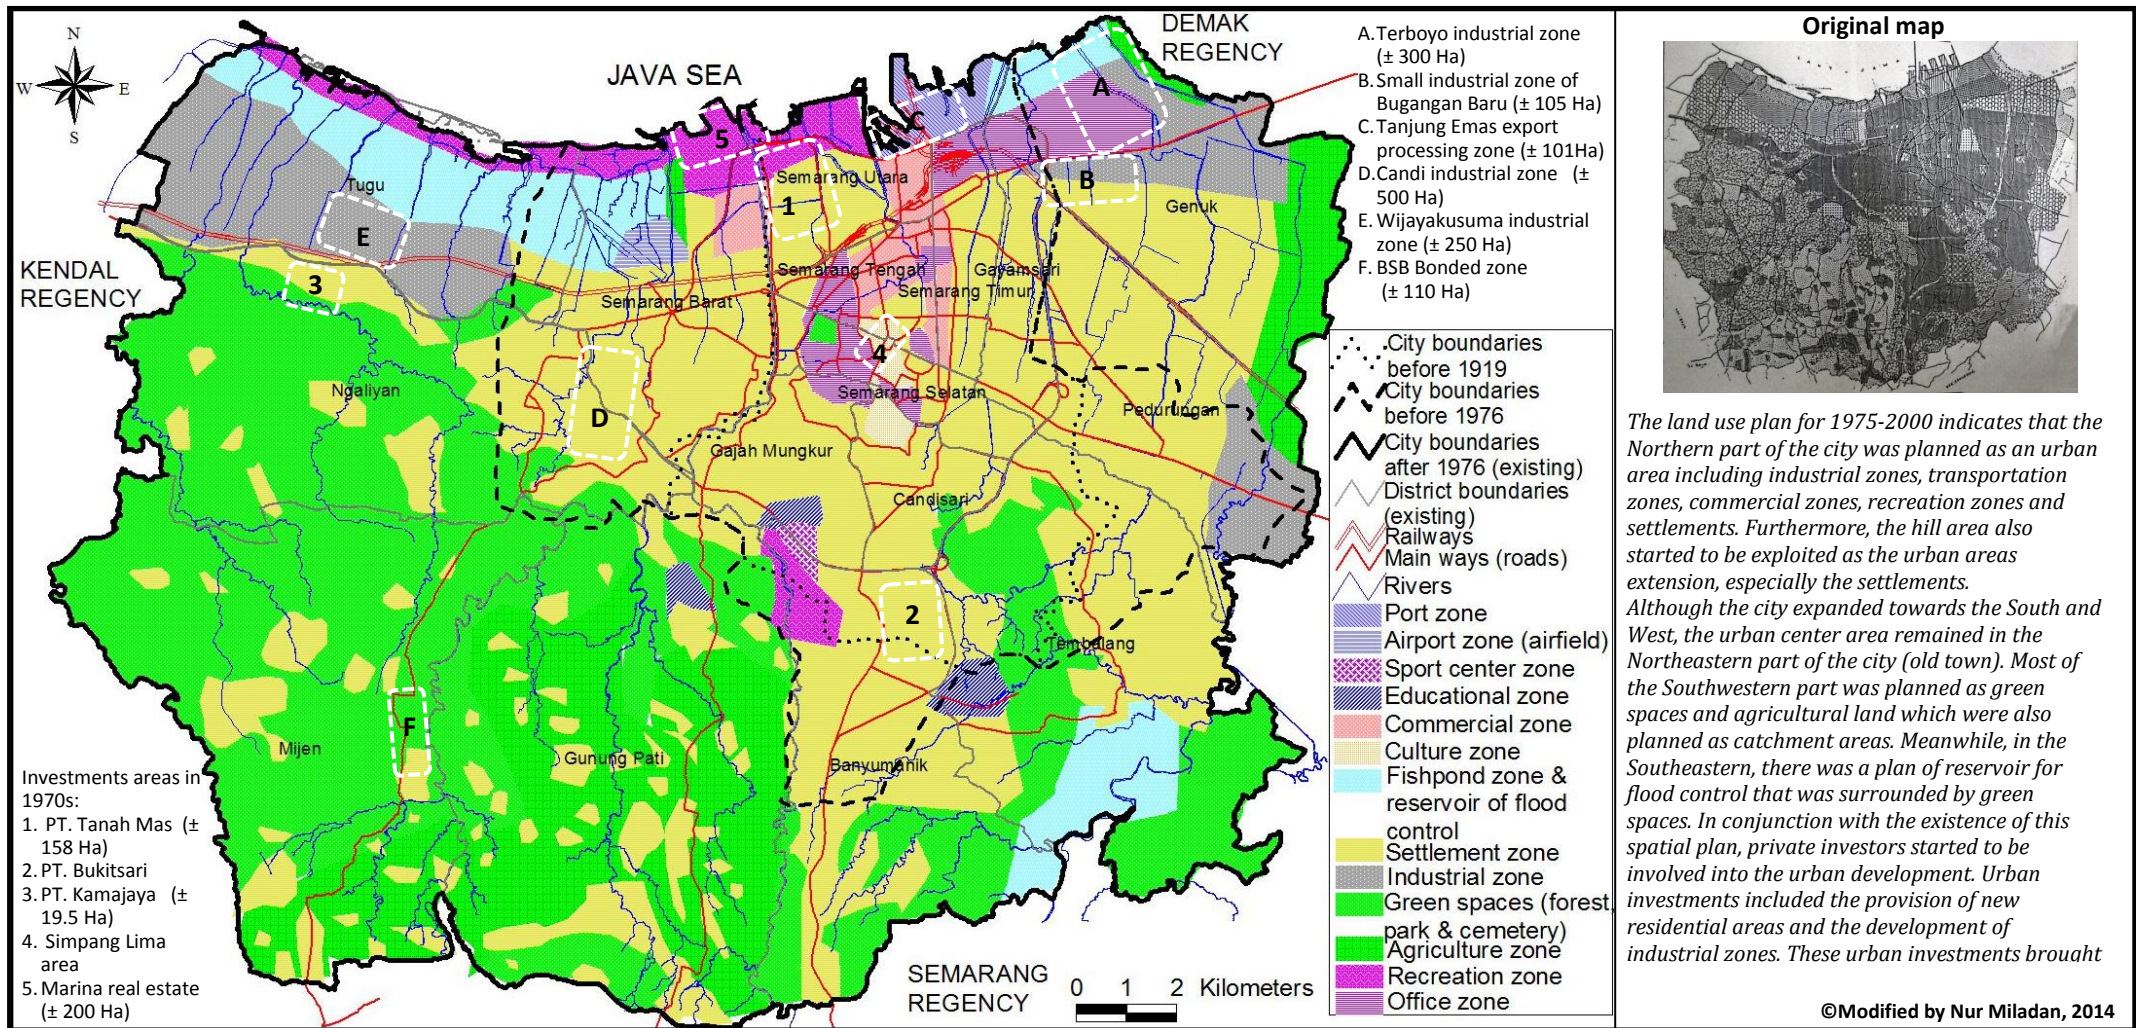 N
W
E
S
JAVA SEA
DEMAK
REGENCY
KENDAL
REGENCY
SEMARANG
REGENCY
0 1 2 Kilometers
Tugu
Semarang Utara
Genuk
Semarang Tengah
Gayamsari
Semarang Barat
Semarang Timur
Ngaliyan
Semarang Selatan
Pedurungan
Gajah Mungkur
Candisari
Tembalang
Mijen
Gunung Pati
Banyumanik
A
B
C
D
E
F
1
2
3
4
5
Investments areas in
1970s:
1. PT. Tanah Mas (±
158 Ha)
2. PT. Bukitsari
3. PT. Kamajaya (±
19.5 Ha)
4. Simpang Lima
area
5. Marina real estate
(± 200 Ha)
A. Terboyo industrial zone
(± 300 Ha)
B. Small industrial zone of
Bugangan Baru (± 105 Ha)
C. Tanjung Emas export
processing zone (± 101Ha)
D. Candi industrial zone (±
500 Ha)
E. Wijayakusuma industrial
zone (± 250 Ha)
F. BSB Bonded zone
(± 110 Ha)
City boundaries
before 1919
City boundaries
before 1976
City boundaries
after 1976 (existing)
District boundaries
(existing)
Railways
Main ways (roads)
Rivers
Port zone
Airport zone (airfield)
Sport center zone
Educational zone
Commercial zone
Culture zone
Fishpond zone &
reservoir of flood
control
Settlement zone
Industrial zone
Green spaces (forest,
park & cemetery)
Agriculture zone
Recreation zone
Office zone
Original map
The land use plan for 1975-2000 indicates that the
Northern part of the city was planned as an urban
area including industrial zones, transportation
zones, commercial zones, recreation zones and
settlements. Furthermore, the hill area also
started to be exploited as the urban areas
extension, especially the settlements.
Although the city expanded towards the South and
West, the urban center area remained in the
Northeastern part of the city (old town). Most of
the Southwestern part was planned as green
spaces and agricultural land which were also
planned as catchment areas. Meanwhile, in the
Southeastern, there was a plan of reservoir for
flood control that was surrounded by green
spaces. In conjunction with the existence of this
spatial plan, private investors started to be
involved into the urban development. Urban
investments included the provision of new
residential areas and the development of
industrial zones. These urban investments brought
©Modified by Nur Miladan, 2014